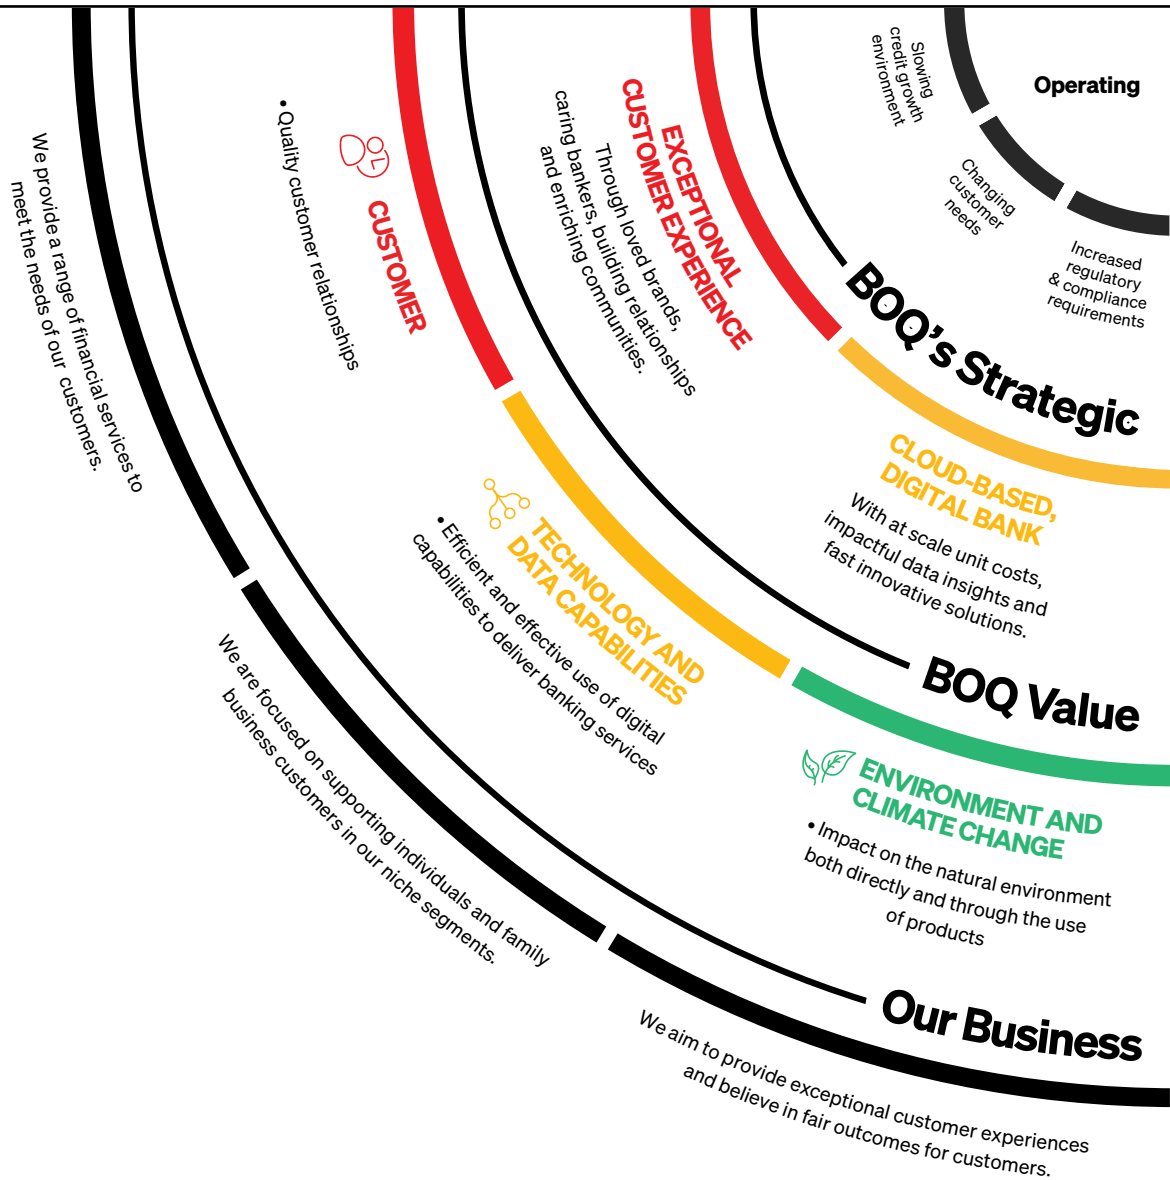 Operating
Slowing
credit growth
environment
Changing
customer
needs
Increased
regulatory
& compliance
requirements
BOQ's Strategic
EXCEPTIONAL
CUSTOMER EXPERIENCE
Through loved brands,
caring bankers, building relationships
and enriching communities.
CLOUD-BASED,
DIGITAL BANK
With at scale unit costs,
impactful data insights and
fast innovative solutions.
BOQ Value
CUSTOMER
• Quality customer relationships
TECHNOLOGY AND
DATA CAPABILITIES
• Efficient and effective use of digital
capabilities to deliver banking services
ENVIRONMENT AND
CLIMATE CHANGE
• Impact on the natural environment
both directly and through the use
of products
Our Business
We provide a range of financial services to
meet the needs of our customers.
We are focused on supporting individuals and family
business customers in our niche segments.
We aim to provide exceptional customer experiences
and believe in fair outcomes for customers.